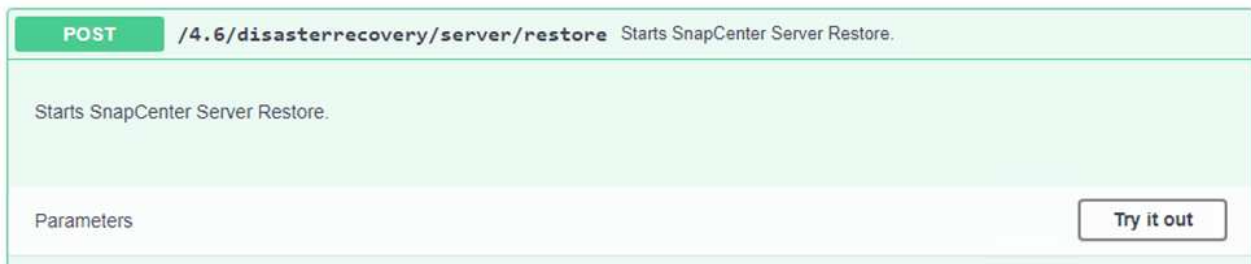 POST /4.6/disasterrecovery/server/restore Starts SnapCenter Server Restore.
Starts SnapCenter Server Restore.
Parameters Try it out